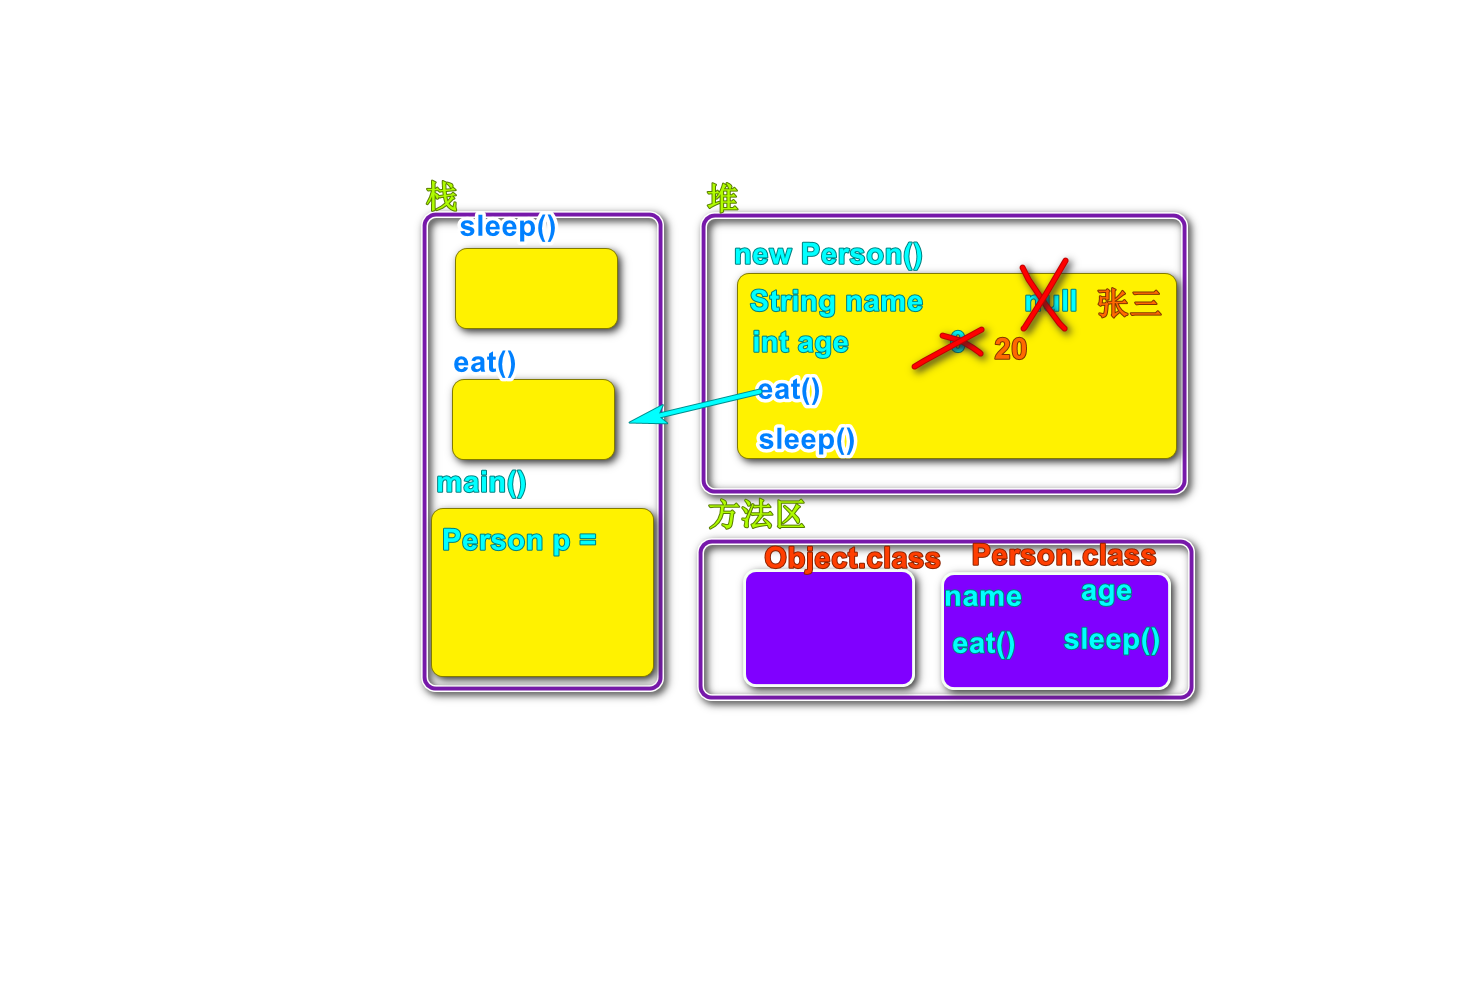 栈
sleep()
eat()
main()
Person p =
堆
new Person()
String name null 张三
int age 0 20
eat()
sleep()
方法区
Object.class Person.class
name age
eat() sleep()